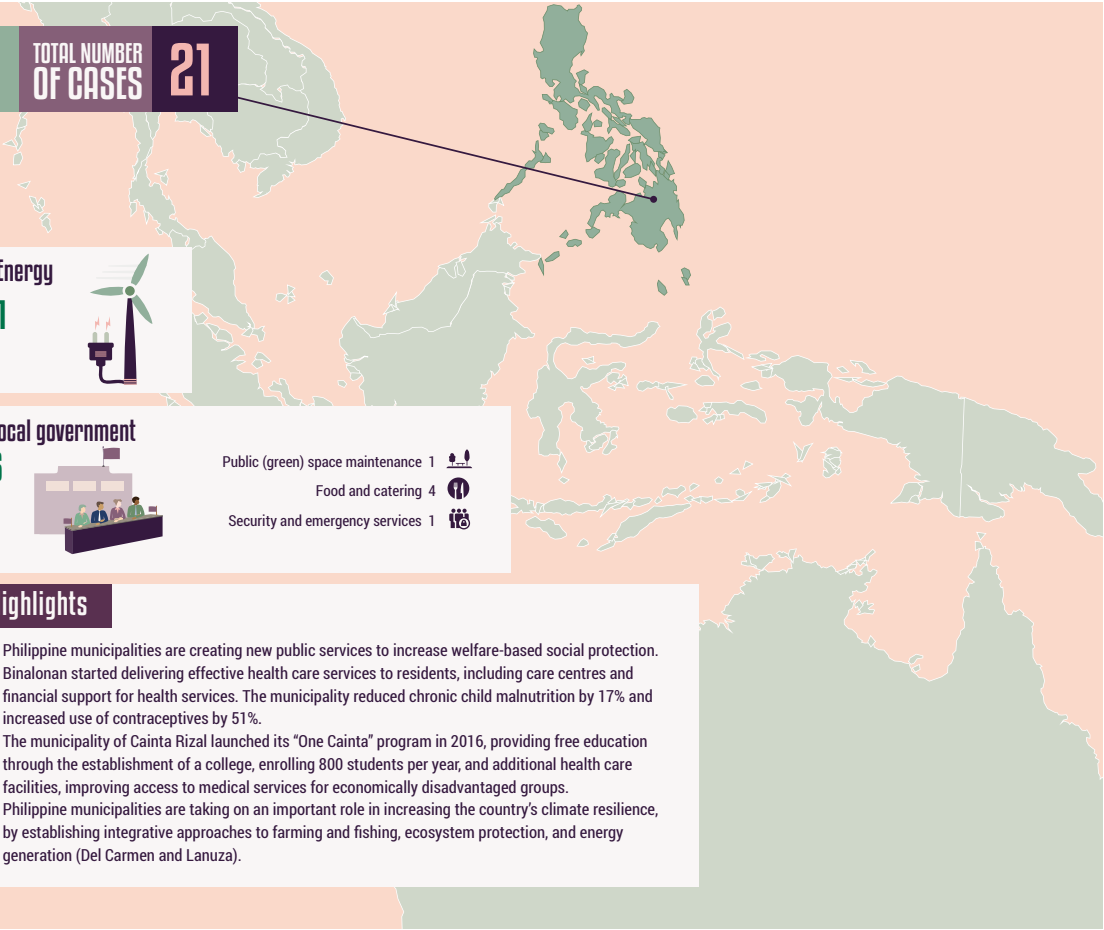 TOTAL NUMBER
OF CASES
21
Energy
1
ocal government
Public (green) space maintenance 1
Food and catering 4
Security and emergency services 1
ighlights
Philippine municipalities are creating new public services to increase welfare-based social protection.
Binalonan started delivering effective health care services to residents, including care centres and
financial support for health services. The municipality reduced chronic child malnutrition by 17% and
increased use of contraceptives by 51%.
The municipality of Cainta Rizal launched its “One Cainta” program in 2016, providing free education
through the establishment of a college, enrolling 800 students per year, and additional health care
facilities, improving access to medical services for economically disadvantaged groups.
Philippine municipalities are taking on an important role in increasing the country’s climate resilience,
by establishing integrative approaches to farming and fishing, ecosystem protection, and energy
generation (Del Carmen and Lanuza).